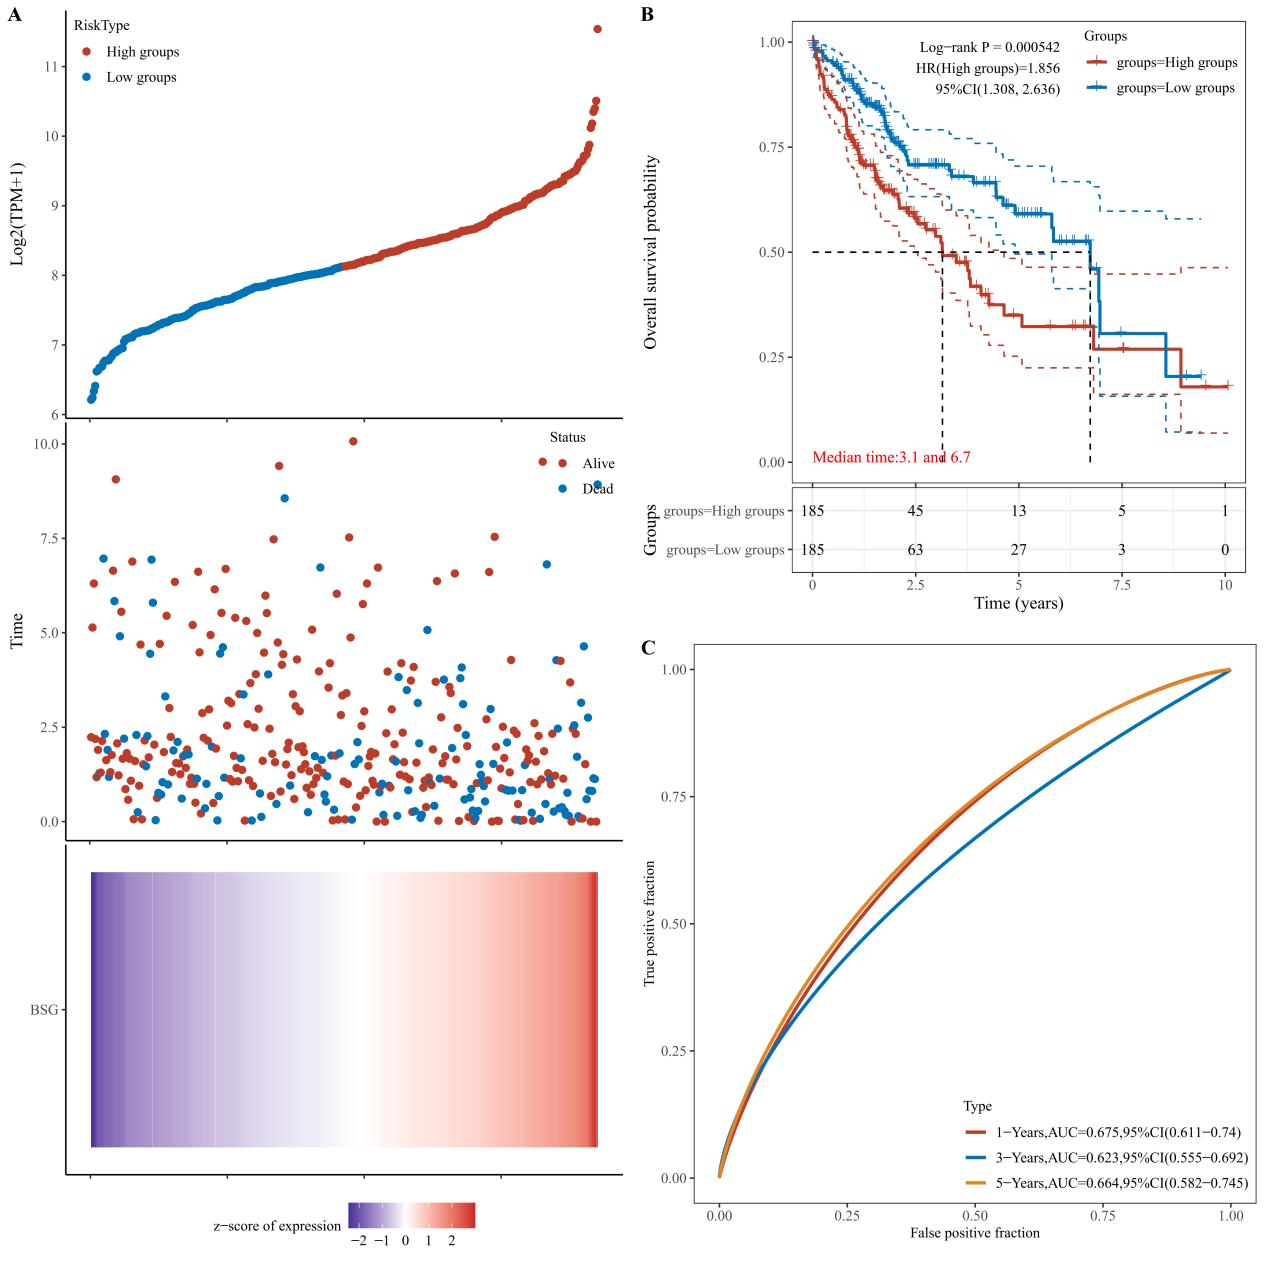 A
RiskType
High groups
Low groups
Log2(TPM+1)
11
10
9
8
7
6
Status
Alive
Dead
Time
10.0
7.5
5.0
2.5
0.0
BSG
z−score of expression
−2 −1 0 1 2
B
Log−rank P = 0.000542
HR(High groups)=1.856
95%CI(1.308, 2.636)
Groups
groups=High groups
groups=Low groups
Overall survival probability
1.00
0.75
0.50
0.25
0.00
Median time:3.1 and 6.7
Groups
groups=High groups 185 45 13 5 1
groups=Low groups 185 63 27 3 0
0 2.5 5 7.5 10
Time (years)
C
True positive fraction
1.00
0.75
0.50
0.25
0.00
Type
1−Years,AUC=0.675,95%CI(0.611−0.74)
3−Years,AUC=0.623,95%CI(0.555−0.692)
5−Years,AUC=0.664,95%CI(0.582−0.745)
0.00 0.25 0.50 0.75 1.00
False positive fraction